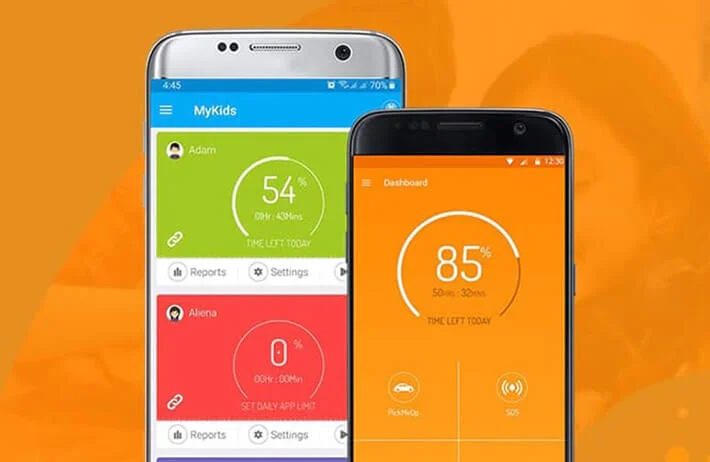 4:45
70%
MyKids
Adam
54 %
01Hr : 43Mins
TIME LEFT TODAY
Reports
Settings
Aliena
0 %
00Hr : 00Min
SET DAILY APP LIMIT
Reports
Settings
12:30
Dashboard
85 %
50HRS : 32MINS
TIME LEFT TODAY
PickMeUp
SOS